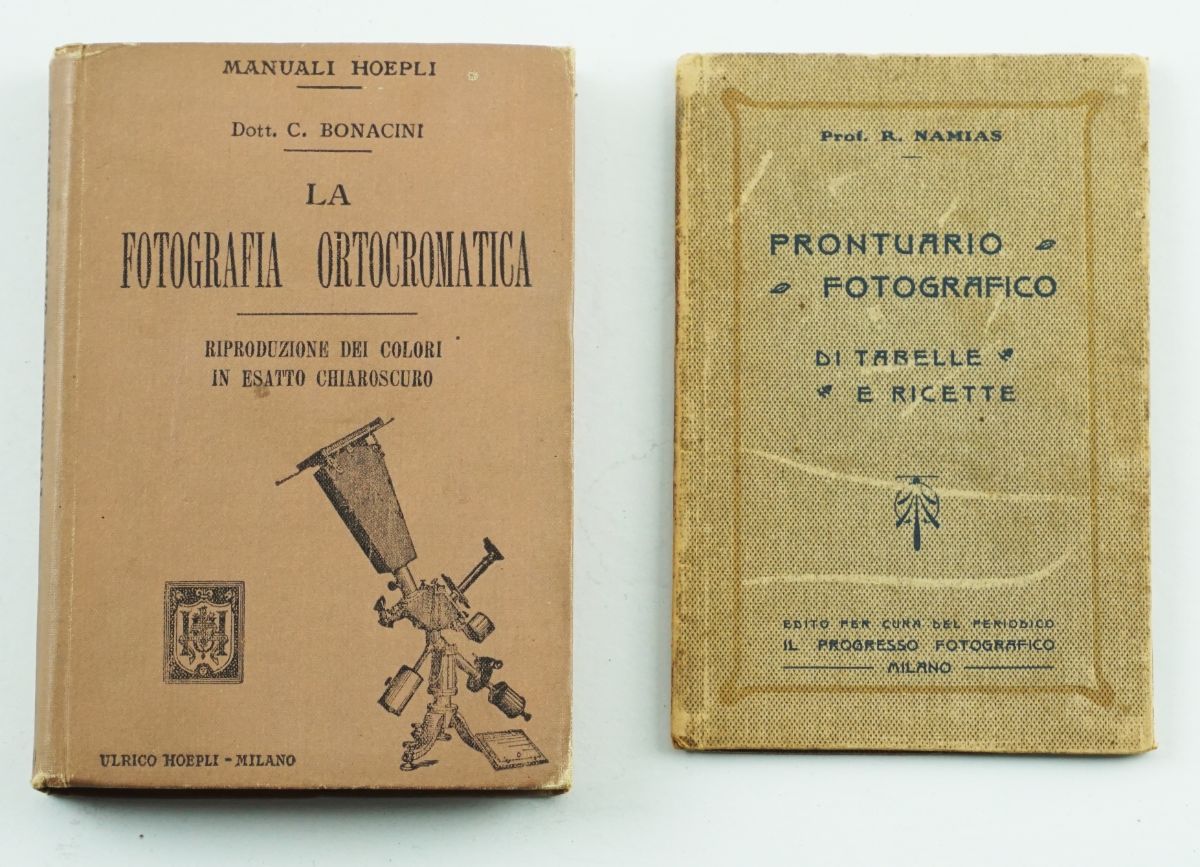 MANUALI HOEPLI
Dott. C. BONACINI
LA
FOTOGRAFIA ORTOCROMATICA
RIPRODUZIONE DEI COLORI
IN ESATTO CHIAROSCURO
ULRICO HOEPLI - MILANO
Prof. R. NAMIAS
PRONTUARIO
FOTOGRAFICO
DI TABELLE
E RICETTE
EDITO PER CURA DEL PERIODICO
IL PROGRESSO FOTOGRAFICO
MILANO